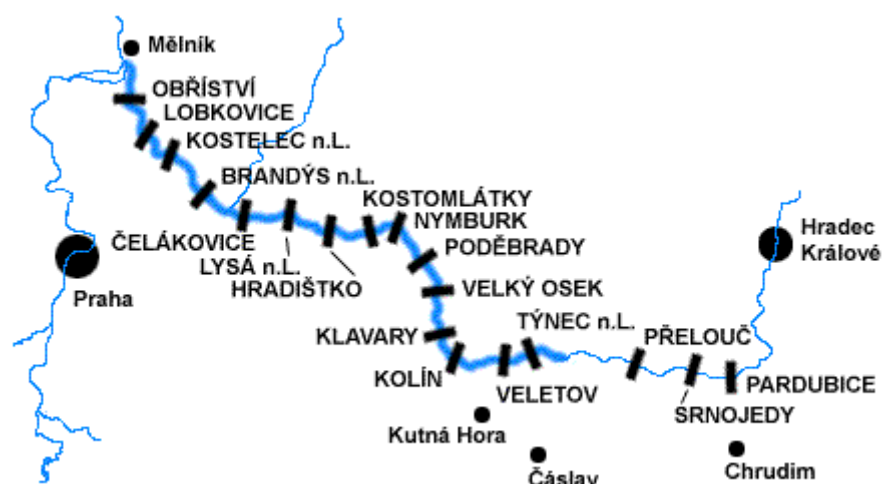 Mělník
OBŘÍSTVÍ
LOBKOVICE
KOSTELEC n.L.
BRANDÝS n.L.
KOSTOMLÁTKY
NYMBURK
Hradec
Králové
ČELÁKOVICE
PODĚBRADY
LYSÁ n.L.
HRADIŠTKO
VELKÝ OSEK
Praha
TÝNEC n.L.
KLAVARY
PŘELOUČ
KOLÍN
VELETOV
PARDUBICE
SRNOJEDY
Kutná Hora
Čáslav
Chrudim